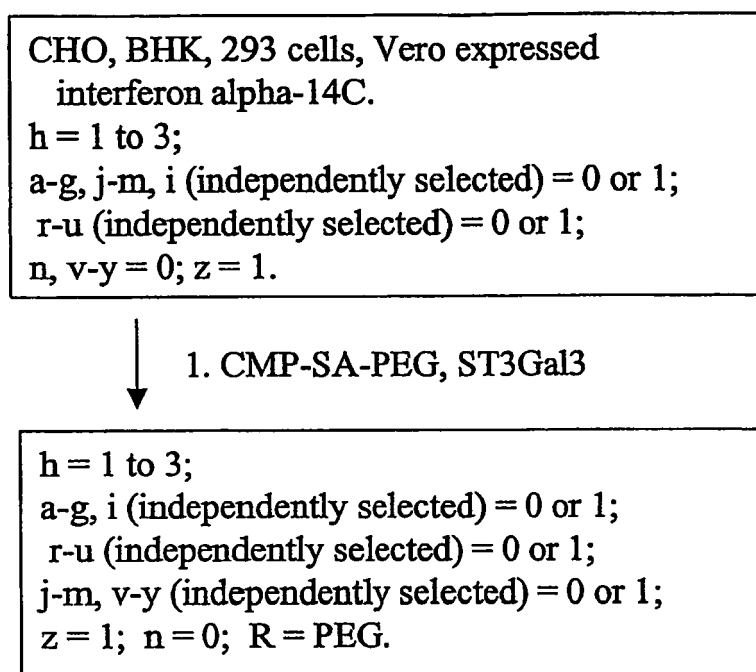 CHO, BHK, 293 cells, Vero expressed
interferon alpha-14C.
h = 1 to 3;
a-g, j-m, i (independently selected) = 0 or 1;
r-u (independently selected) = 0 or 1;
n, v-y = 0; z = 1.
1. CMP-SA-PEG, ST3Gal3
h = 1 to 3;
a-g, i (independently selected) = 0 or 1;
r-u (independently selected) = 0 or 1;
j-m, v-y (independently selected) = 0 or 1;
z = 1; n = 0; R = PEG.